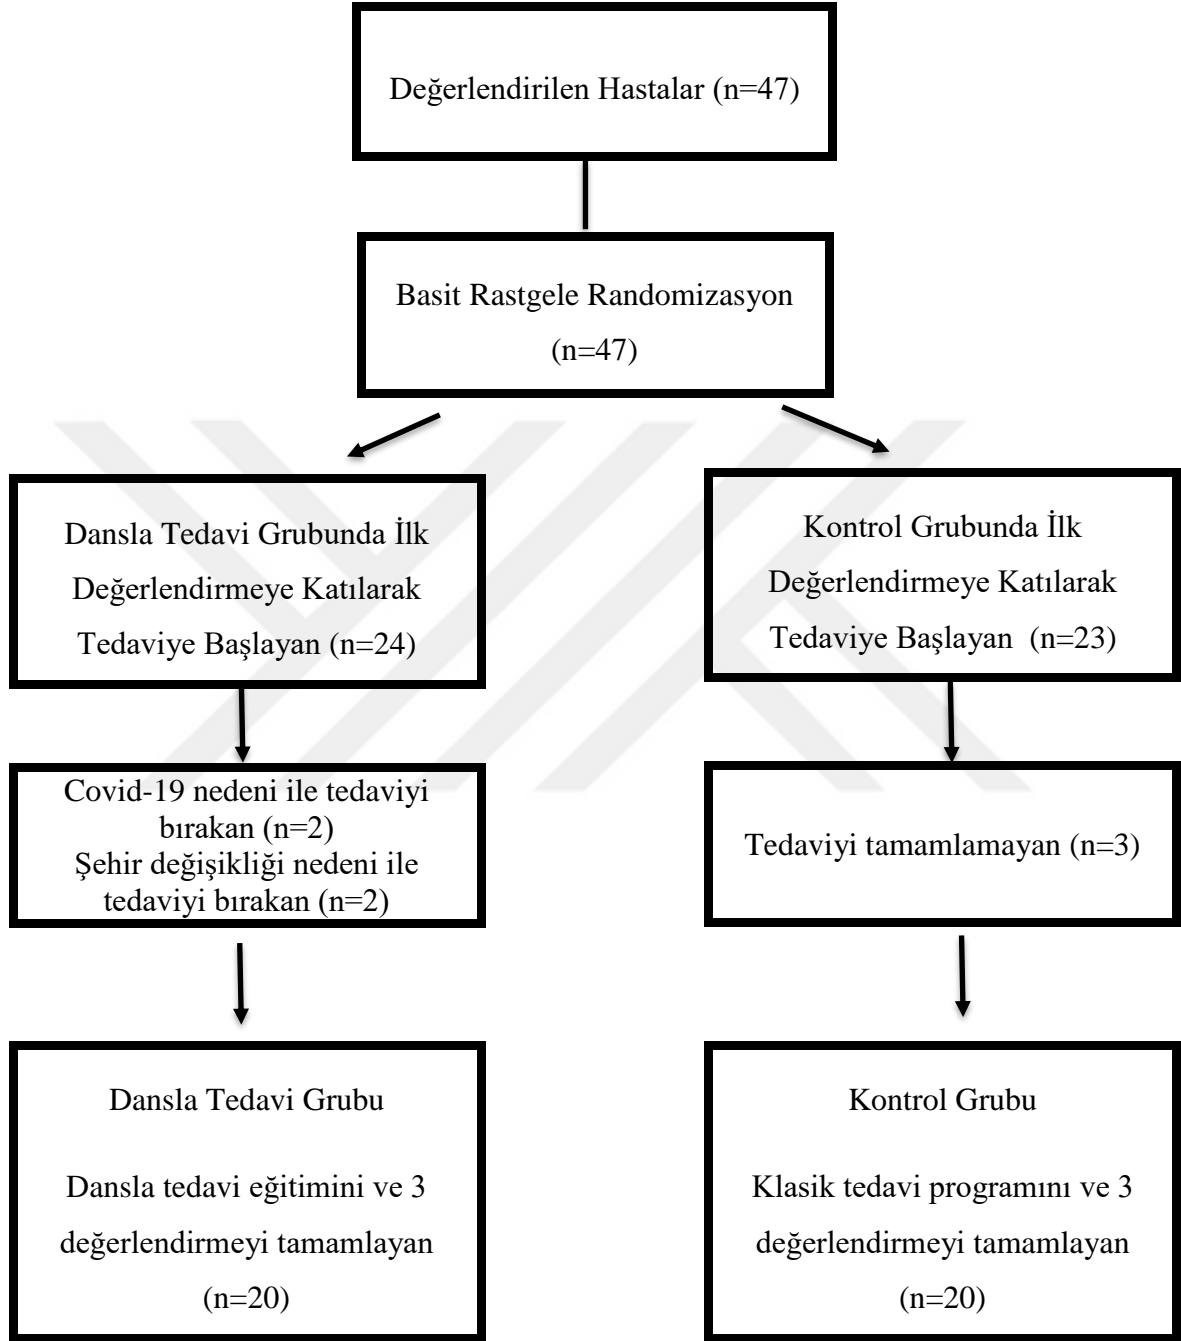 Değerlendirilen Hastalar (n=47)
Basit Rastgele Randomizasyon
(n=47)
Dansla Tedavi Grubunda İlk
Değerlendirmeye Katılarak
Tedaviye Başlayan (n=24)
Kontrol Grubunda İlk
Değerlendirmeye Katılarak
Tedaviye Başlayan  (n=23)
Covid-19 nedeni ile tedaviyi
bırakan (n=2)
Şehir değişikliği nedeni ile
tedaviyi bırakan (n=2)
Tedaviyi tamamlamayan (n=3)
Dansla Tedavi Grubu
Dansla tedavi eğitimini ve 3
değerlendirmeyi tamamlayan
(n=20)
Kontrol Grubu
Klasik tedavi programını ve 3
değerlendirmeyi tamamlayan
(n=20)